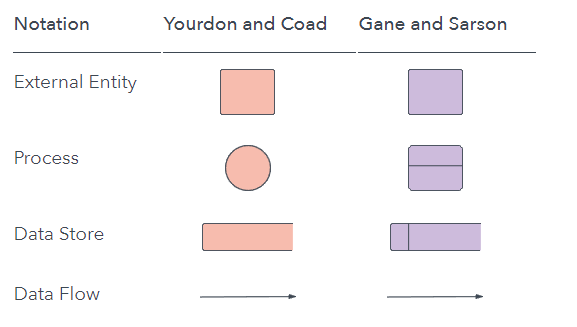 Notation Yourdon and Coad Gane and Sarson
External Entity
Process
Data Store
Data Flow